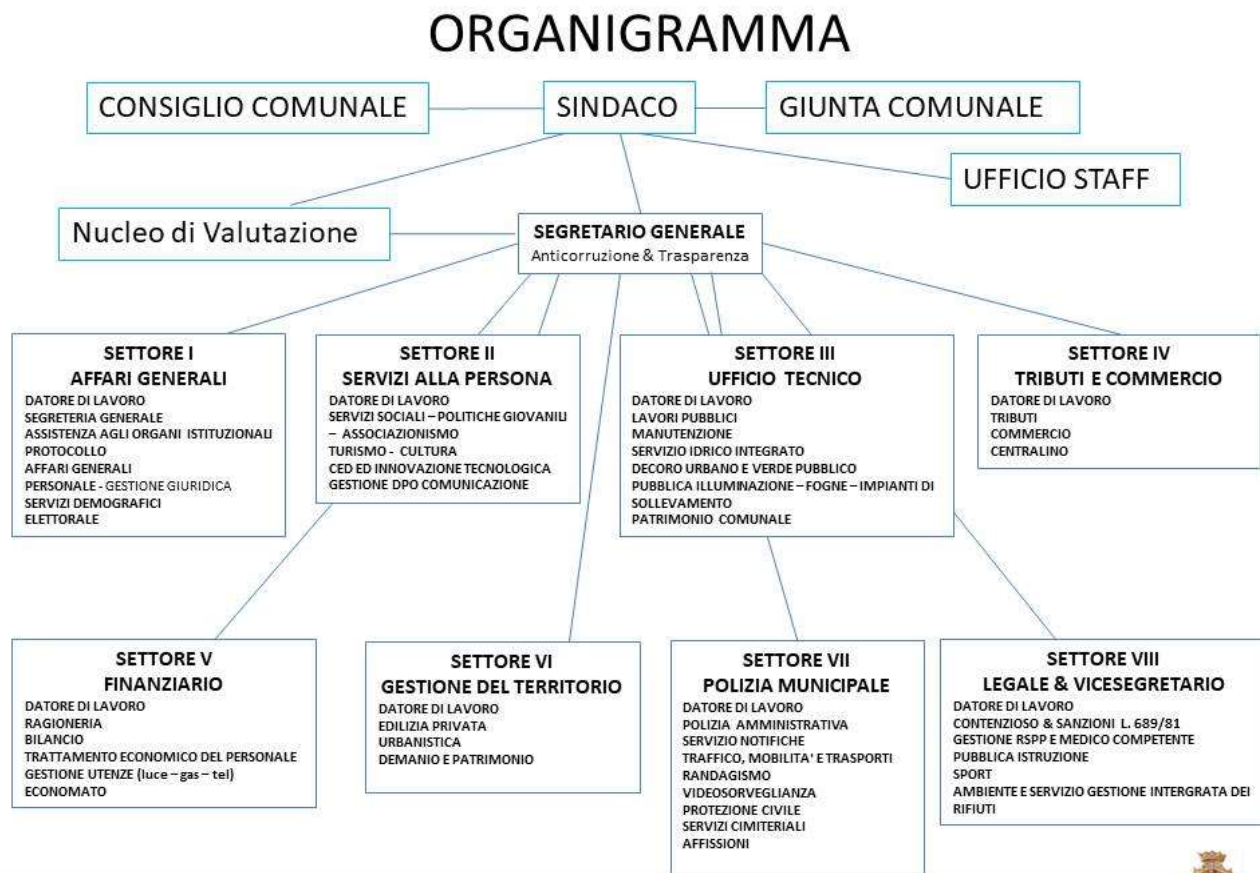 ORGANIGRAMMA
CONSIGLIO COMUNALE
SINDACO
GIUNTA COMUNALE
UFFICIO STAFF
Nucleo di Valutazione
SEGRETARIO GENERALE
Anticorruzione & Trasparenza
SETTORE I
AFFARI GENERALI
DATORE DI LAVORO
SEGRETERIA GENERALE
ASSISTENZA AGLI ORGANI ISTITUZIONALI
PROTOCOLLO
AFFARI GENERALI
PERSONALE - GESTIONE GIURIDICA
SERVIZI DEMOGRAFICI
ELETTORALE
SETTORE II
SERVIZI ALLA PERSONA
DATORE DI LAVORO
SERVIZI SOCIALI – POLITICHE GIOVANILI
– ASSOCIAZIONISMO
TURISMO - CULTURA
CED ED INNOVAZIONE TECNOLOGICA
GESTIONE DPO COMUNICAZIONE
SETTORE III
UFFICIO TECNICO
DATORE DI LAVORO
LAVORI PUBBLICI
MANUTENZIONE
SERVIZIO IDRICO INTEGRATO
DECORO URBANO E VERDE PUBBLICO
PUBBLICA ILLUMINAZIONE – FOGNE – IMPIANTI DI
SOLLEVAMENTO
PATRIMONIO COMUNALE
SETTORE IV
TRIBUTI E COMMERCIO
DATORE DI LAVORO
TRIBUTI
COMMERCIO
CENTRALINO
SETTORE V
FINANZIARIO
DATORE DI LAVORO
RAGIONERIA
BILANCIO
TRATTAMENTO ECONOMICO DEL PERSONALE
GESTIONE UTENZE (luce – gas – tel)
ECONOMATO
SETTORE VI
GESTIONE DEL TERRITORIO
DATORE DI LAVORO
EDILIZIA PRIVATA
URBANISTICA
DEMANIO E PATRIMONIO
SETTORE VII
POLIZIA MUNICIPALE
DATORE DI LAVORO
POLIZIA AMMINISTRATIVA
SERVIZIO NOTIFICHE
TRAFFICO, MOBILITA' E TRASPORTI
RANDAGISMO
VIDEOSORVEGLIANZA
PROTEZIONE CIVILE
SERVIZI CIMITERIALI
AFFISSIONI
SETTORE VIII
LEGALE & VICESEGRETARIO
DATORE DI LAVORO
CONTENZIOSO & SANZIONI L. 689/81
GESTIONE RSPP E MEDICO COMPETENTE
PUBBLICA ISTRUZIONE
SPORT
AMBIENTE E SERVIZIO GESTIONE INTERGRATA DEI
RIFIUTI